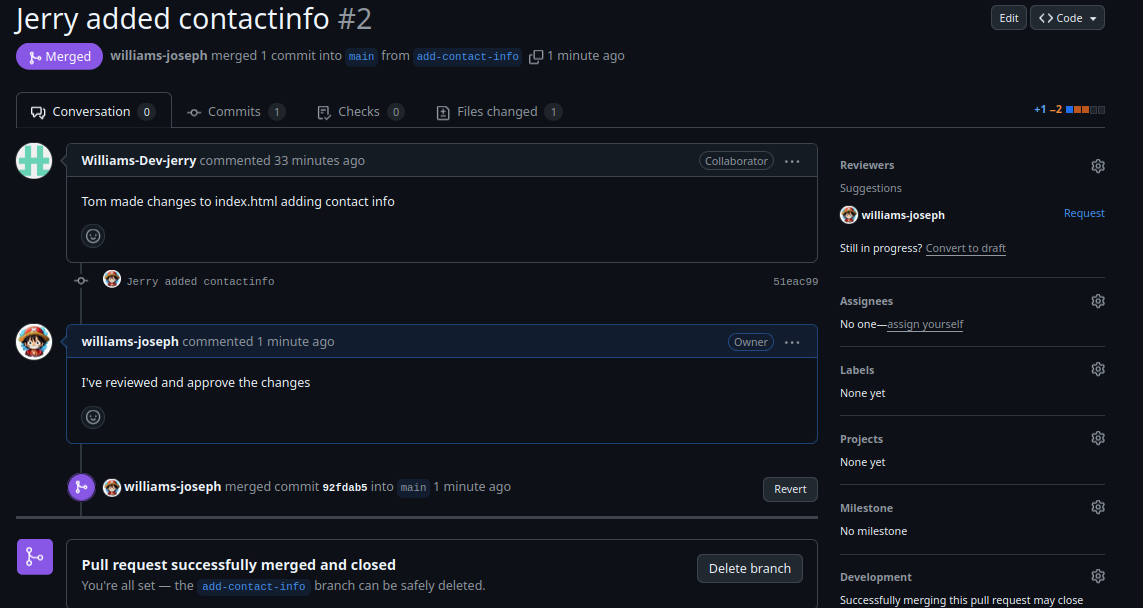 Jerry added contactinfo #2
Edit
Code
Merged
williams-joseph merged 1 commit into main from add-contact-info 1 minute ago
Conversation 0
Commits 1
Checks 0
Files changed 1
+1 −2
Williams-Dev-jerry commented 33 minutes ago
Collaborator
Tom made changes to index.html adding contact info
Jerry added contactinfo
51eac99
williams-joseph commented 1 minute ago
Owner
I've reviewed and approve the changes
williams-joseph merged commit 92fdab5 into main 1 minute ago
Revert
Pull request successfully merged and closed
You're all set — the add-contact-info branch can be safely deleted.
Delete branch
Reviewers
Suggestions
williams-joseph
Request
Still in progress? Convert to draft
Assignees
No one—assign yourself
Labels
None yet
Projects
None yet
Milestone
No milestone
Development
Successfully merging this pull request may close